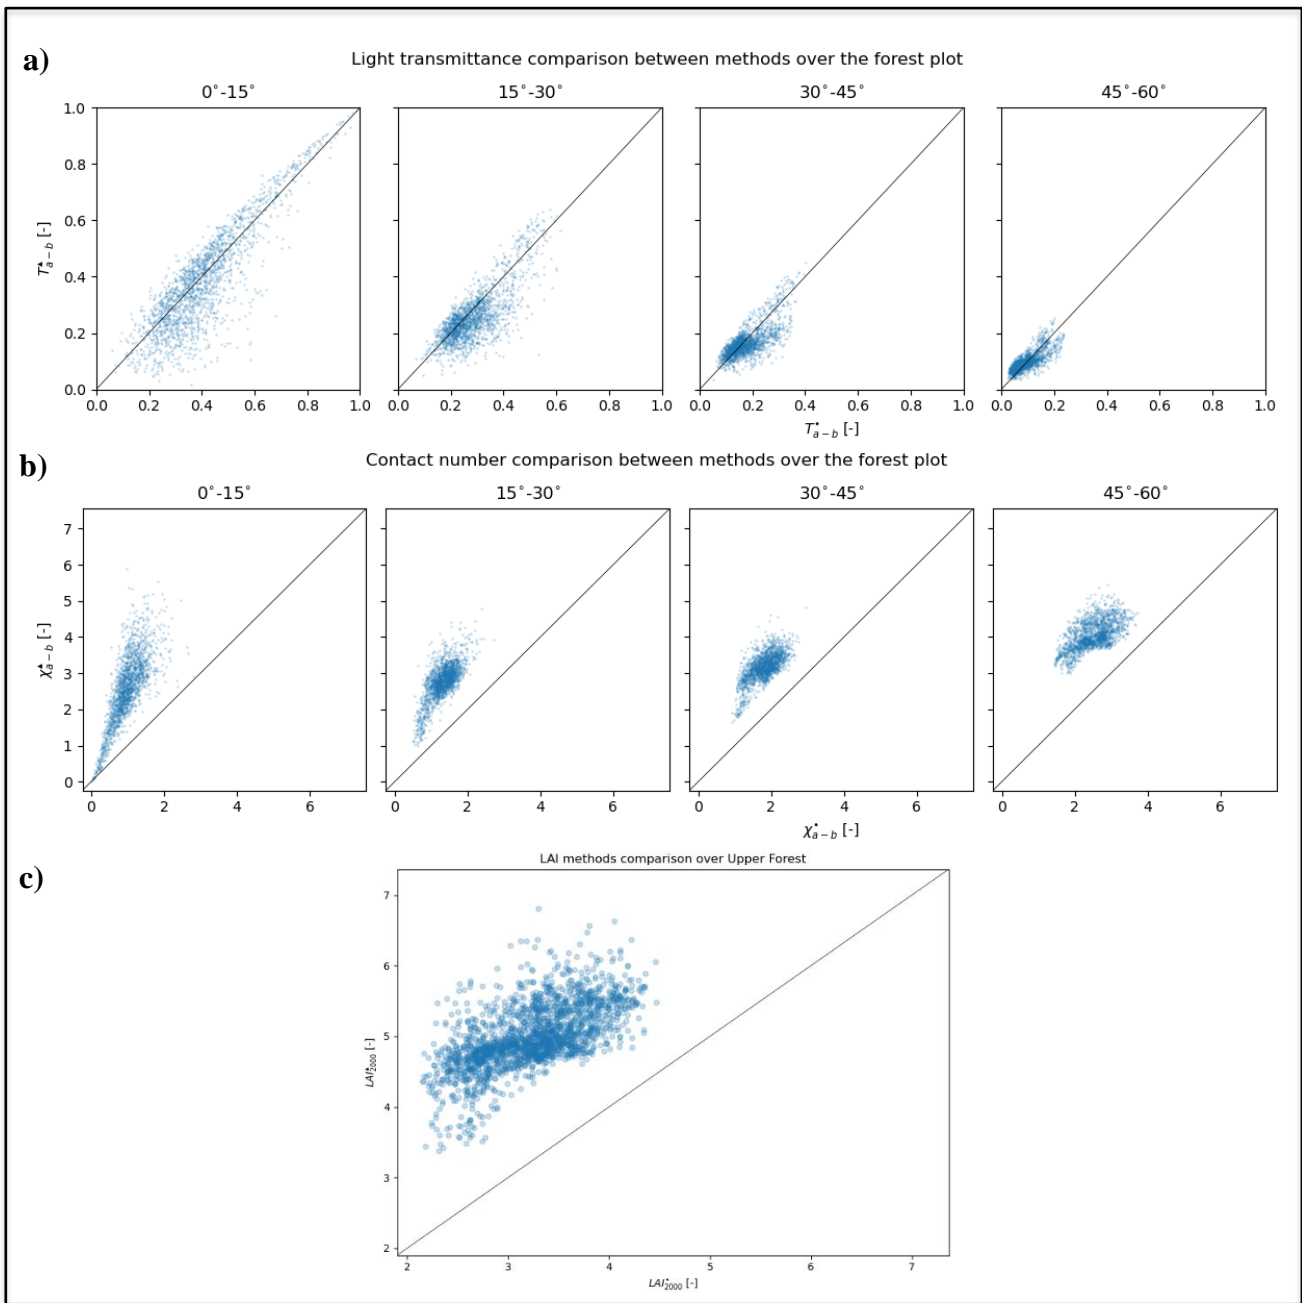 a)
Light transmittance comparison between methods over the forest plot
0°-15° 15°-30° 30°-45° 45°-60°
1.0
0.8
0.6
0.4
0.2
0.0
T▲a−b [-]
0.0 0.2 0.4 0.6 0.8 1.0 0.0 0.2 0.4 0.6 0.8 1.0 0.0 0.2 0.4 0.6 0.8 1.0 0.0 0.2 0.4 0.6 0.8 1.0
T•a−b [-]
b)
Contact number comparison between methods over the forest plot
0°-15° 15°-30° 30°-45° 45°-60°
7
6
5
4
3
2
1
0
χ▲a−b [-]
0 2 4 6 0 2 4 6 0 2 4 6 0 2 4 6
χ•a−b [-]
c)
LAI methods comparison over Upper Forest
7
6
5
4
3
2
LAI▲2000 [-]
2 3 4 5 6 7
LAI•2000 [-]